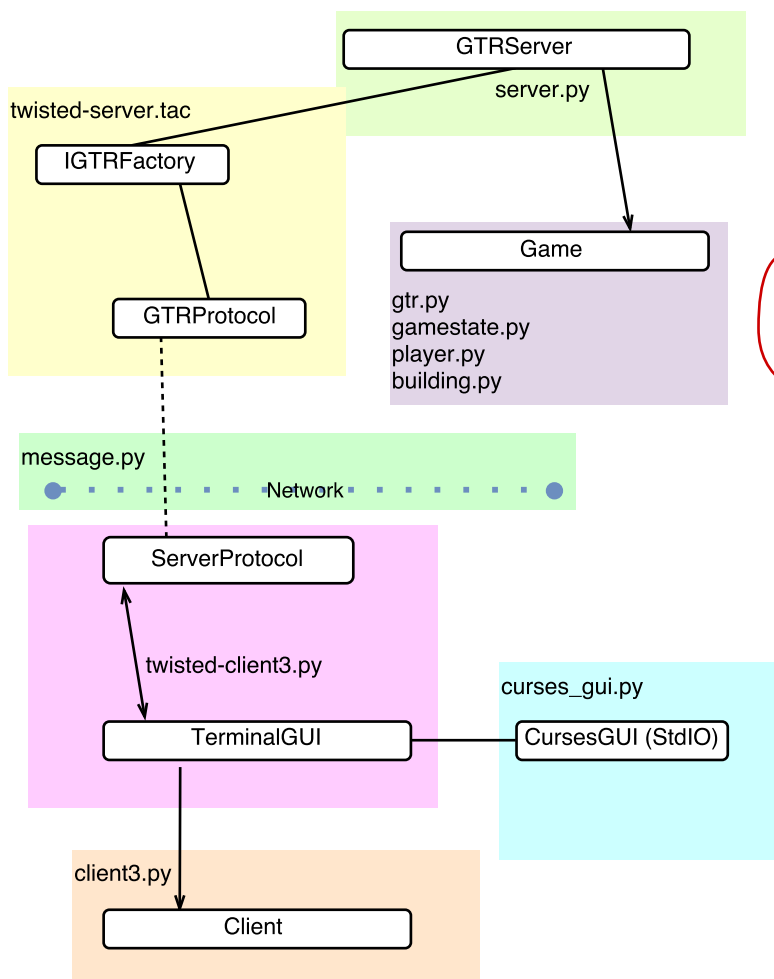 GTRServer
server.py
twisted-server.tac
IGTRFactory
Game
GTRProtocol
gtr.py
gamestate.py
player.py
building.py
message.py
Network
ServerProtocol
twisted-client3.py
curses_gui.py
TerminalGUI
CursesGUI (StdIO)
client3.py
Client